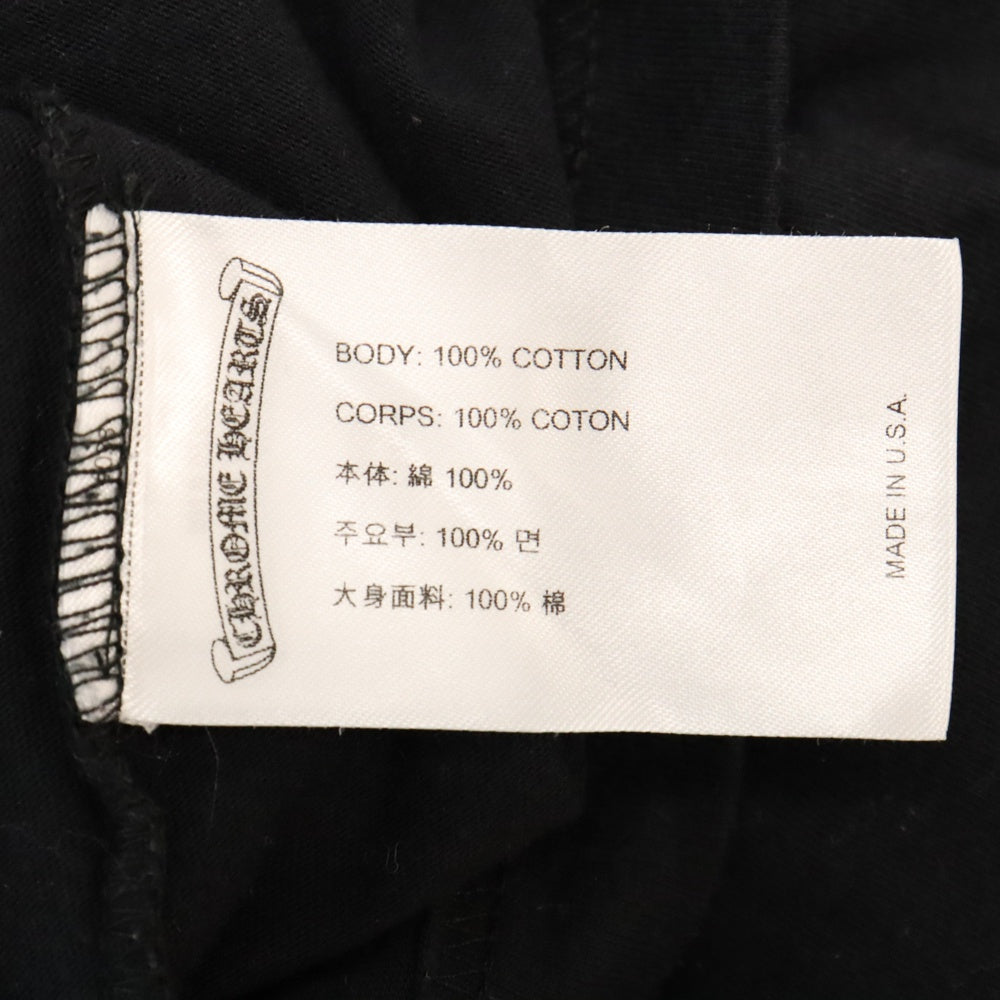 CHROME HEARTS
BODY: 100% COTTON
CORPS: 100% COTON
本体: 綿 100%
주요부: 100% 면
大身面料: 100% 棉
MADE IN U.S.A.